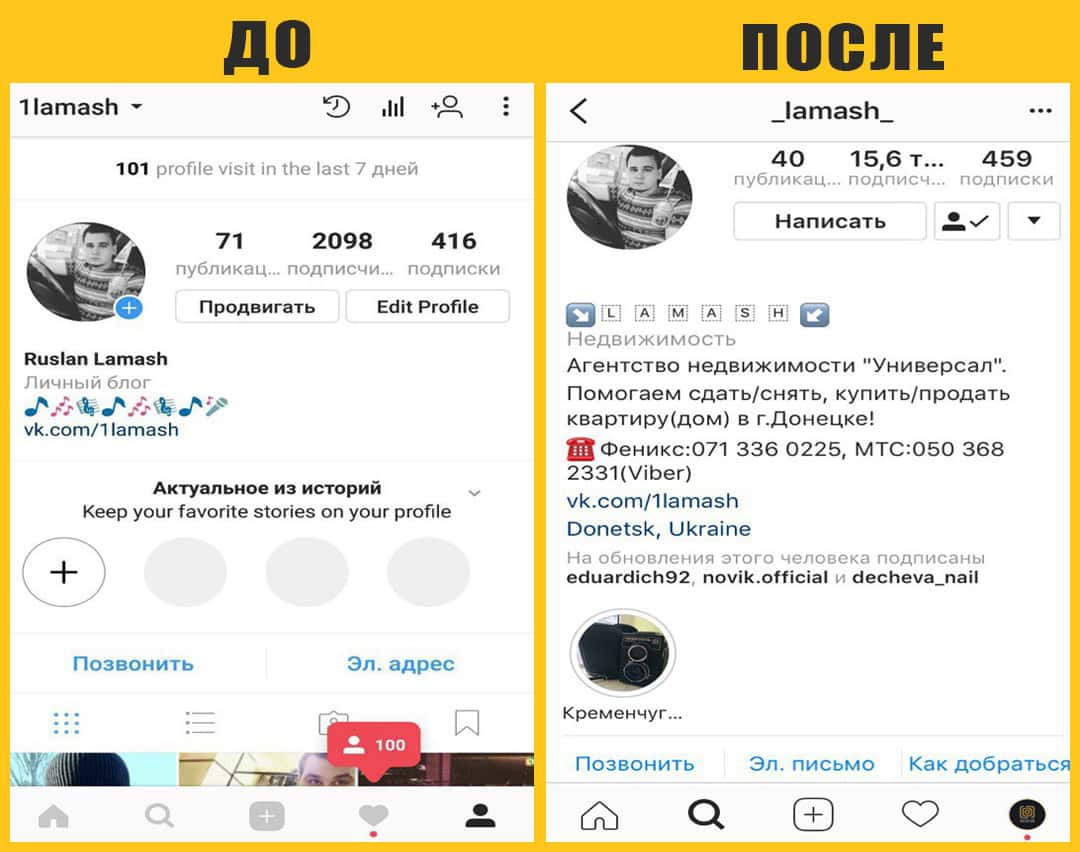 ДО
ПОСЛЕ
1lamash
101 profile visit in the last 7 дней
71 2098 416
публикац... подписчи... подписки
Продвигать Edit Profile
Ruslan Lamash
Личный блог
vk.com/1lamash
Актуальное из историй
Keep your favorite stories on your profile
Позвонить Эл. адрес
100
_lamash_
40 15,6 т... 459
публикац... подписч... подписки
Написать
L A M A S H
Недвижимость
Агентство недвижимости "Универсал".
Помогаем сдать/снять, купить/продать
квартиру(дом) в г.Донецке!
Феникс:071 336 0225, МТС:050 368
2331(Viber)
vk.com/1lamash
Donetsk, Ukraine
На обновления этого человека подписаны
eduardich92, novik.official и decheva_nail
Кременчуг...
Позвонить Эл. письмо Как добраться